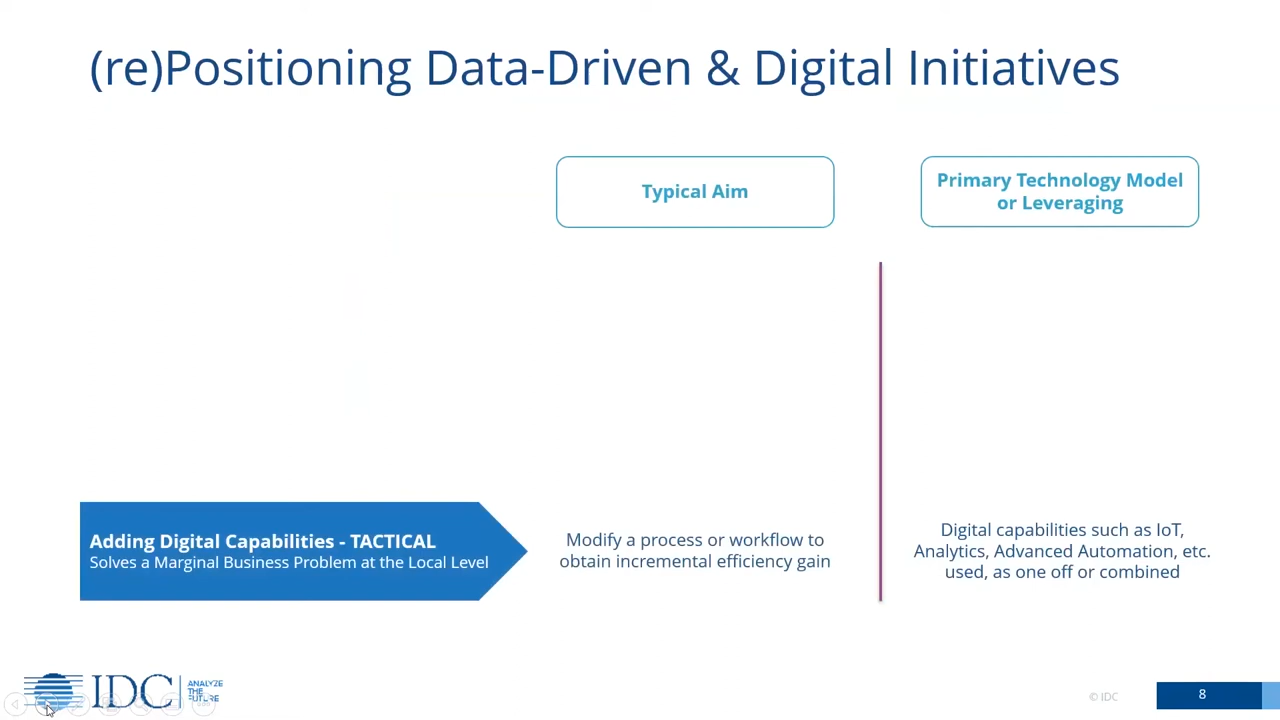 (re)Positioning Data-Driven & Digital Initiatives
Typical Aim
Primary Technology Model
or Leveraging
Adding Digital Capabilities - TACTICAL
Solves a Marginal Business Problem at the Local Level
Modify a process or workflow to
obtain incremental efficiency gain
Digital capabilities such as IoT,
Analytics, Advanced Automation, etc.
used, as one off or combined
IDC
ANALYZE
THE
FUTURE
© IDC
8